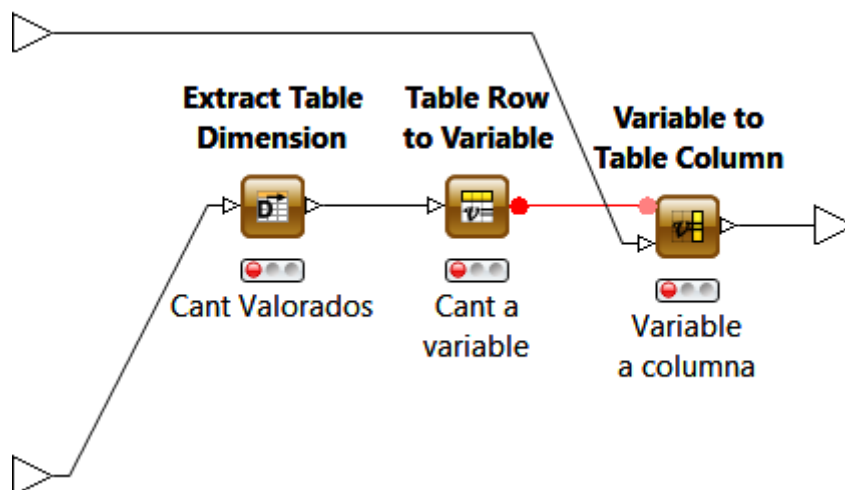 Extract Table
Dimension
Table Row
to Variable
Variable to
Table Column
D
v=
v
Cant Valorados
Cant a
variable
Variable
a columna